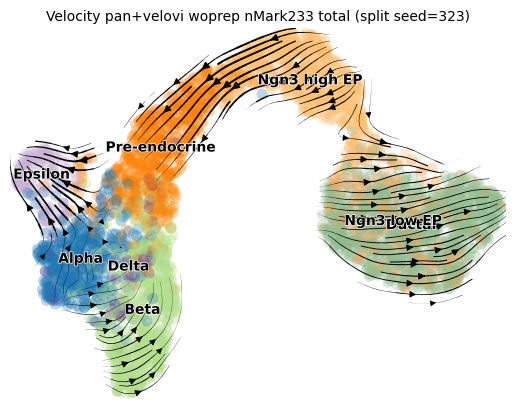 Velocity pan+velovi woprep nMark233 total (split seed=323)
Ngn3 high EP
Pre-endocrine
Epsilon
Ngn3 low EP
Ductal
Alpha
Delta
Beta